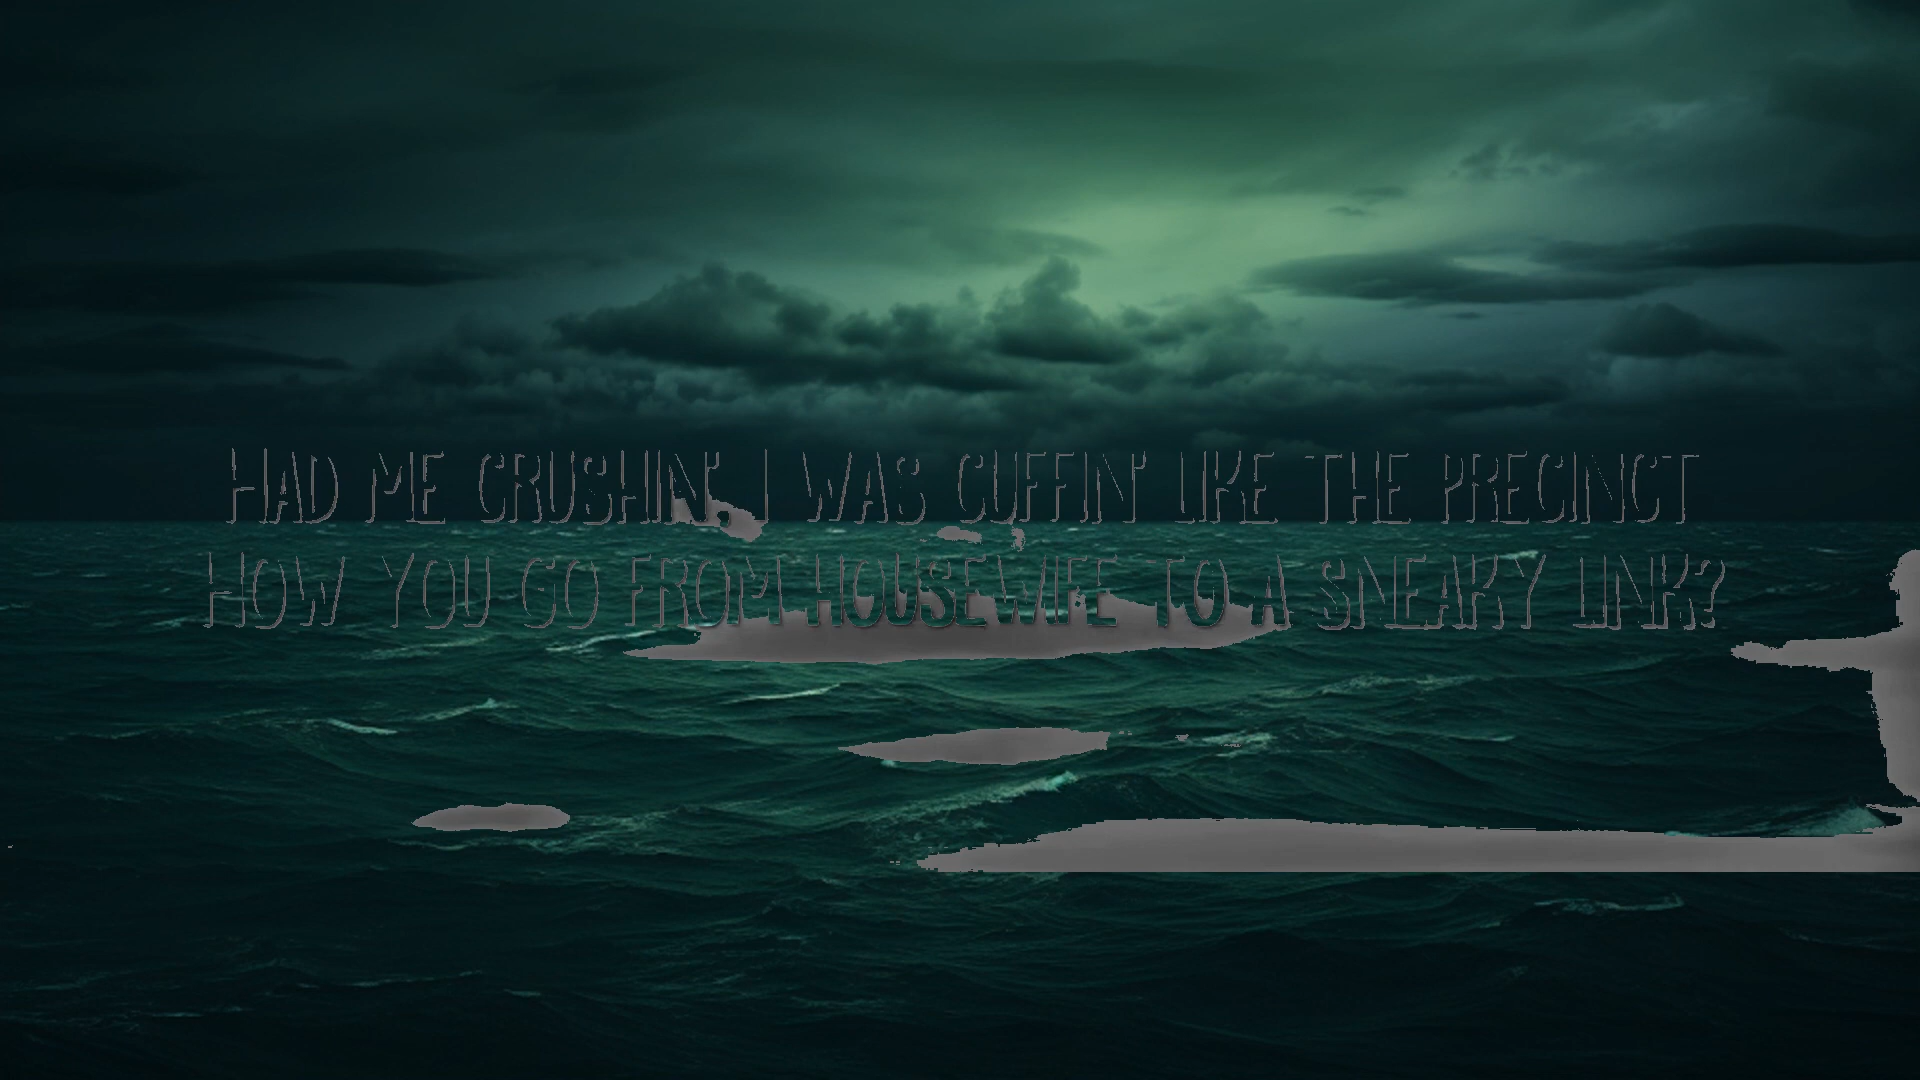 HAD ME CRUSHIN', I WAS CUFFIN' LIKE THE PRECINCT
HOW YOU GO FROM HOUSEWIFE TO A SNEAKY LINK?